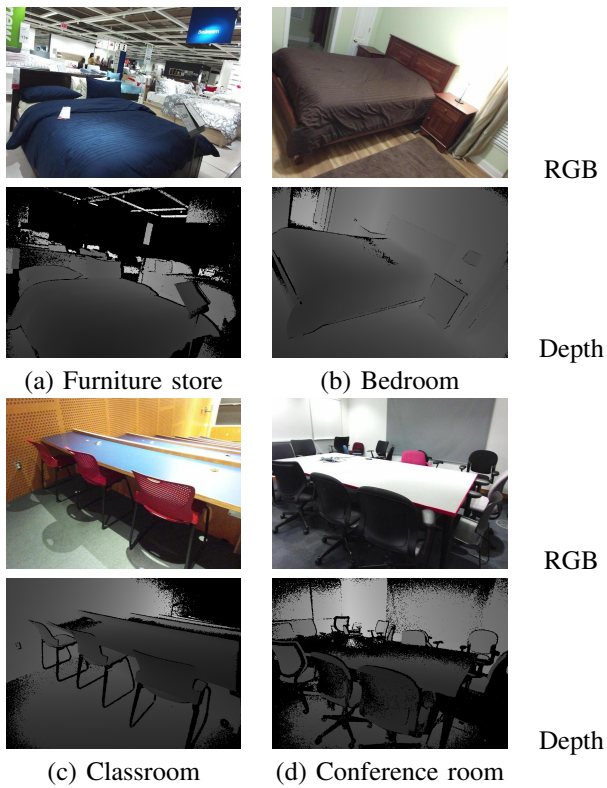 RGB
Depth
(a) Furniture store
(b) Bedroom
RGB
Depth
(c) Classroom
(d) Conference room